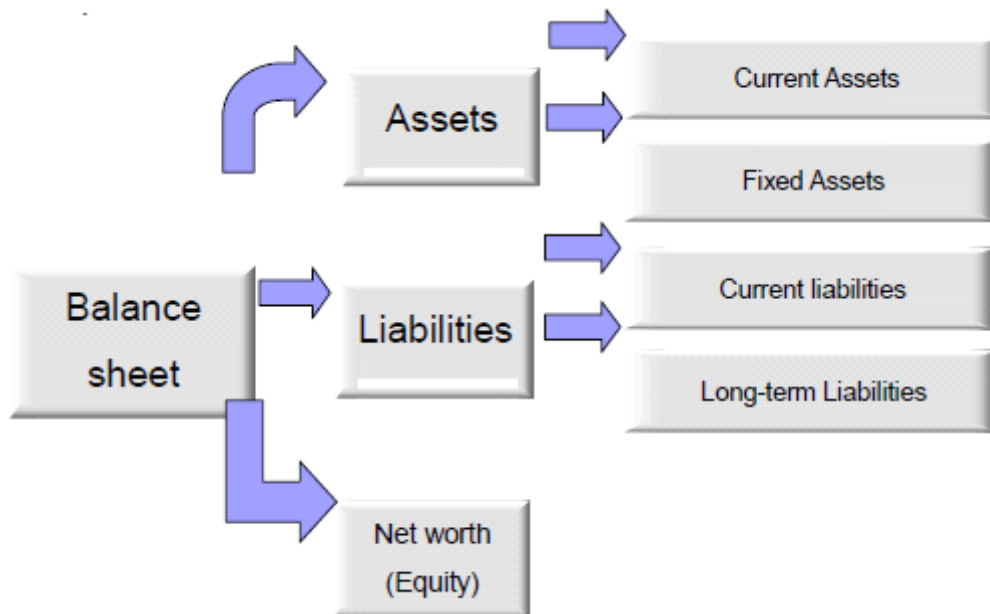 Assets
Current Assets
Fixed Assets
Balance
sheet
Liabilities
Current liabilities
Long-term Liabilities
Net worth
(Equity)